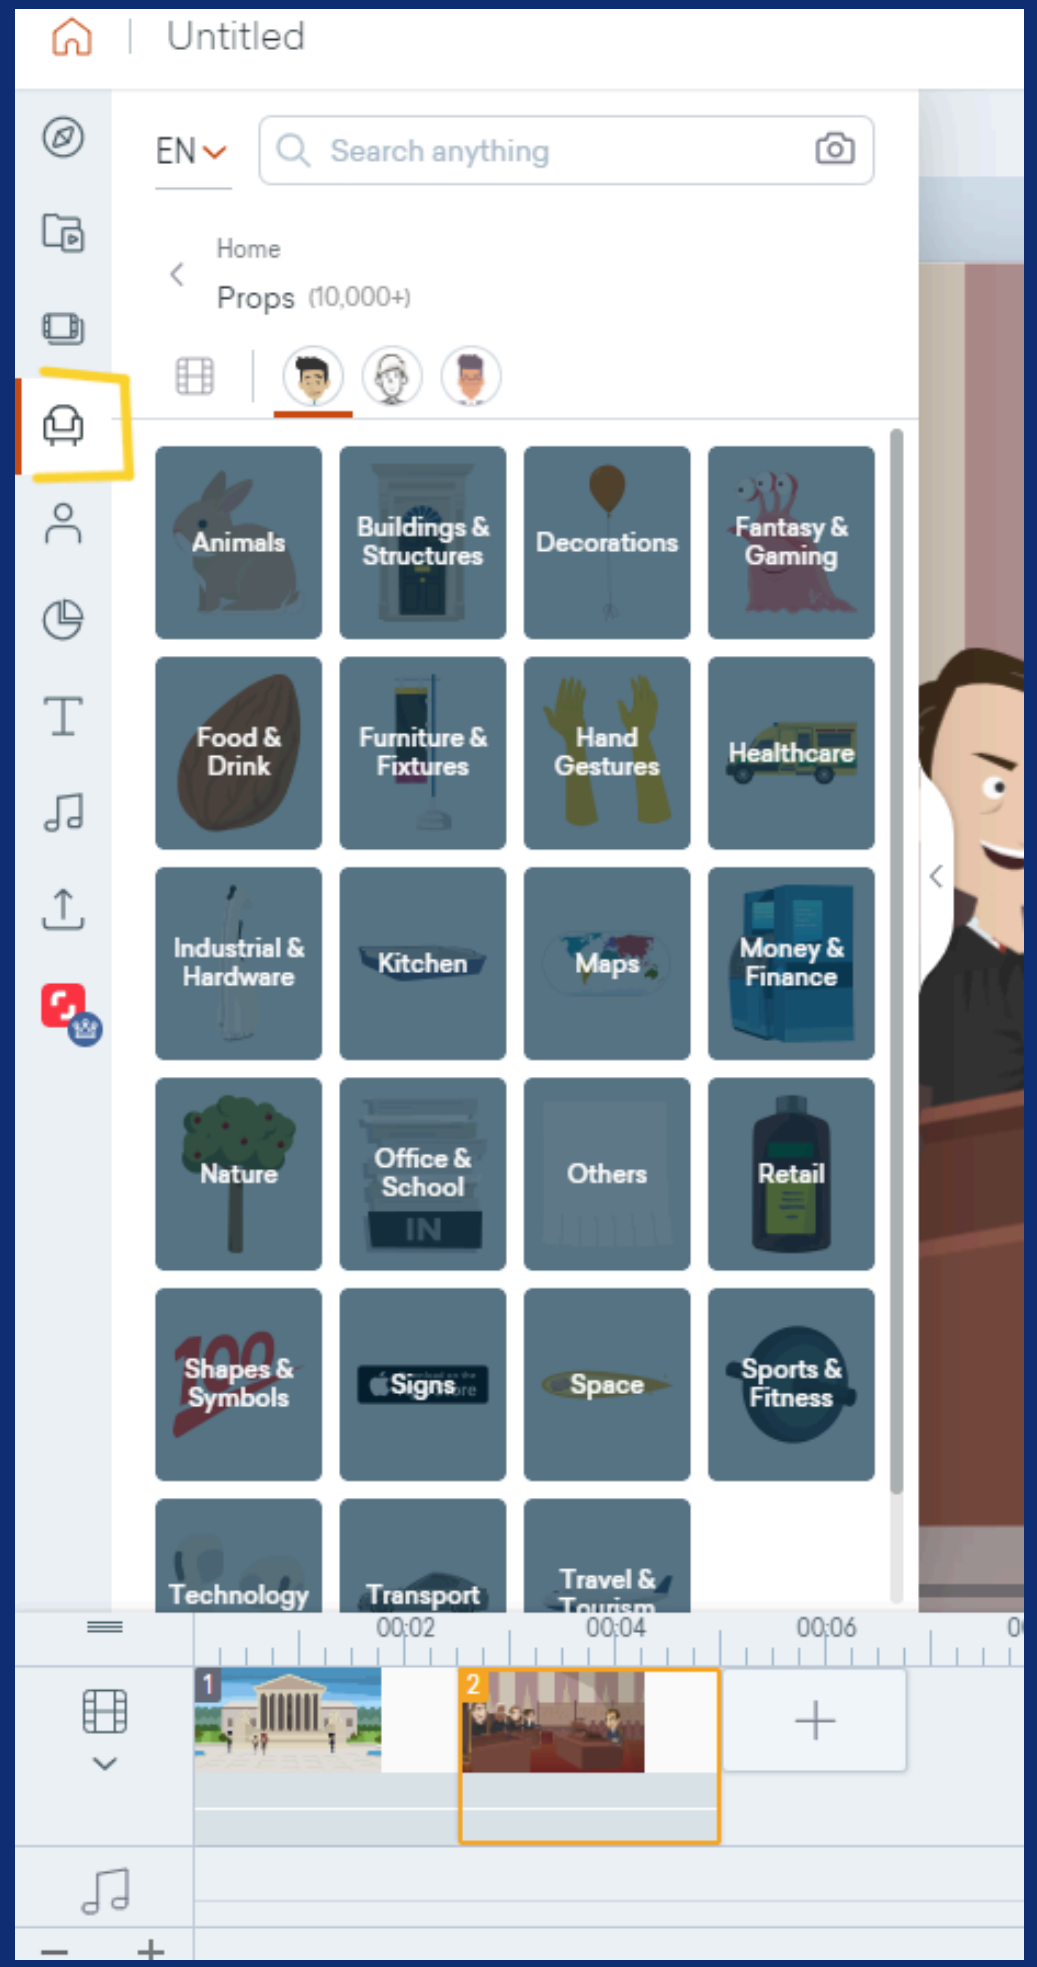 Untitled
EN
Search anything
Home
Props (10,000+)
Animals
Buildings &
Structures
Decorations
Fantasy &
Gaming
Food &
Drink
Furniture &
Fixtures
Hand
Gestures
Healthcare
Industrial &
Hardware
Kitchen
Maps
Money &
Finance
Nature
Office &
School
IN
Others
Retail
Shapes &
Symbols
100
Signs
Space
Sports &
Fitness
Technology
Transport
Travel &
Tourism
00:02
00:04
00:06
1
2